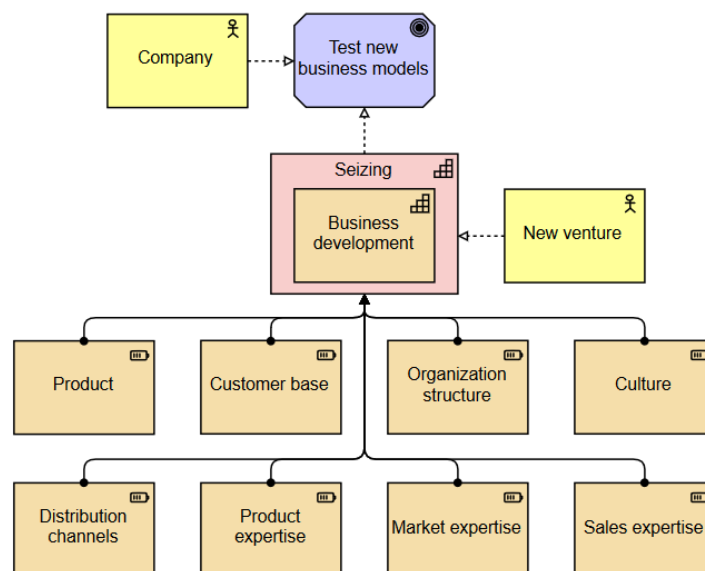 Company
Test new
business models
Seizing
Business
development
New venture
Product
Customer base
Organization
structure
Culture
Distribution
channels
Product
expertise
Market expertise
Sales expertise